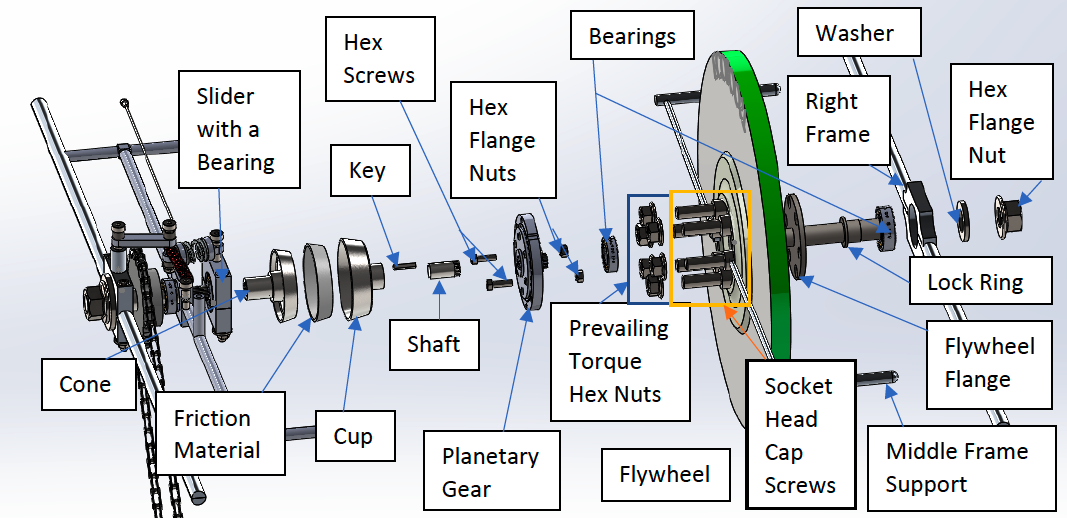 Hex
Screws
Bearings
Washer
Slider
with a
Bearing
Hex
Flange
Nuts
Right
Frame
Hex
Flange
Nut
Key
Lock Ring
Prevailing
Torque
Hex Nuts
Shaft
Flywheel
Flange
Cone
Friction
Material
Cup
Socket
Head
Cap
Screws
Planetary
Gear
Flywheel
Middle Frame
Support